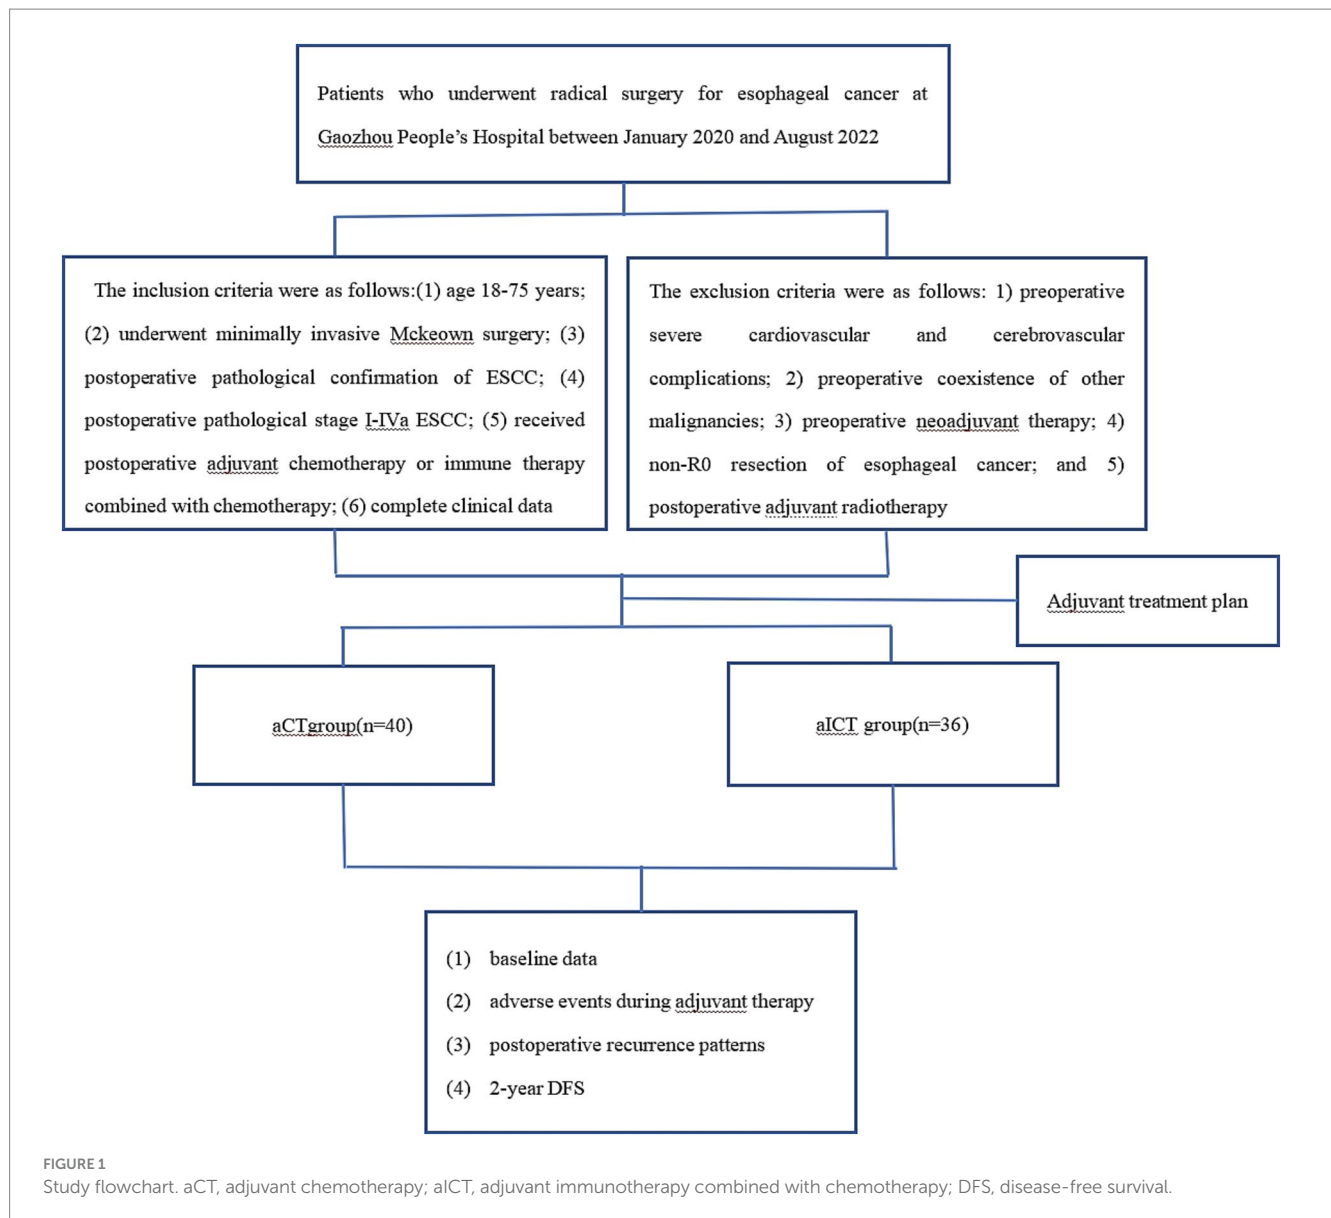 Patients who underwent radical surgery for esophageal cancer at
Gaozhou People's Hospital between January 2020 and August 2022
The inclusion criteria were as follows:(1) age 18-75 years;
(2) underwent minimally invasive Mckeown surgery; (3)
postoperative pathological confirmation of ESCC; (4)
postoperative pathological stage I-IVa ESCC; (5) received
postoperative adjuvant chemotherapy or immune therapy
combined with chemotherapy; (6) complete clinical data
The exclusion criteria were as follows: 1) preoperative
severe cardiovascular and cerebrovascular
complications; 2) preoperative coexistence of other
malignancies; 3) preoperative neoadjuvant therapy; 4)
non-R0 resection of esophageal cancer; and 5)
postoperative adjuvant radiotherapy
Adjuvant treatment plan
aCTgroup(n=40)
aICT group(n=36)
(1) baseline data
(2) adverse events during adjuvant therapy
(3) postoperative recurrence patterns
(4) 2-year DFS
FIGURE 1
Study flowchart. aCT, adjuvant chemotherapy; aICT, adjuvant immunotherapy combined with chemotherapy; DFS, disease-free survival.